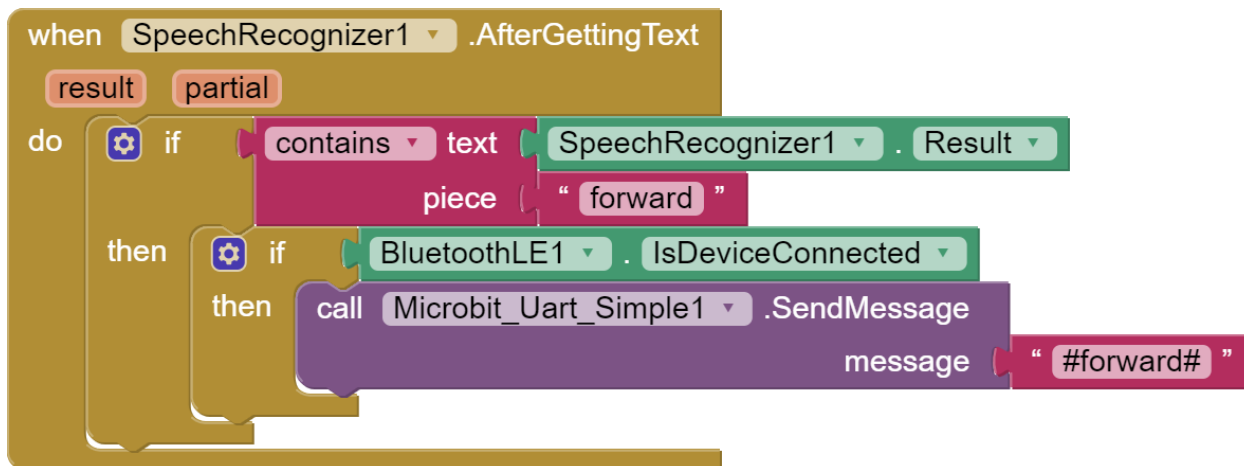 when SpeechRecognizer1 .AfterGettingText
result partial
do if contains text SpeechRecognizer1 . Result
piece “ forward ”
then if BluetoothLE1 . IsDeviceConnected
then call Microbit_Uart_Simple1 .SendMessage
message “ #forward# ”